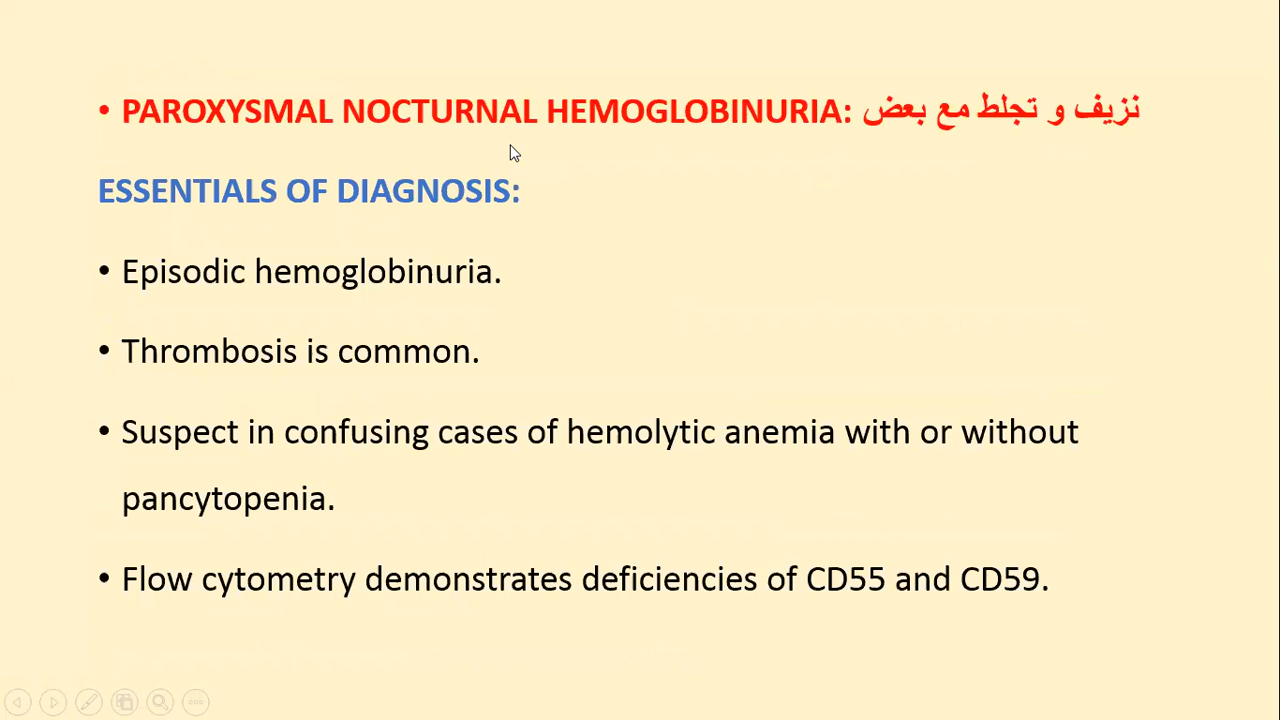 • PAROXYSMAL NOCTURNAL HEMOGLOBINURIA: نزيف و تجلط مع بعض
ESSENTIALS OF DIAGNOSIS:
• Episodic hemoglobinuria.
• Thrombosis is common.
• Suspect in confusing cases of hemolytic anemia with or without
pancytopenia.
• Flow cytometry demonstrates deficiencies of CD55 and CD59.